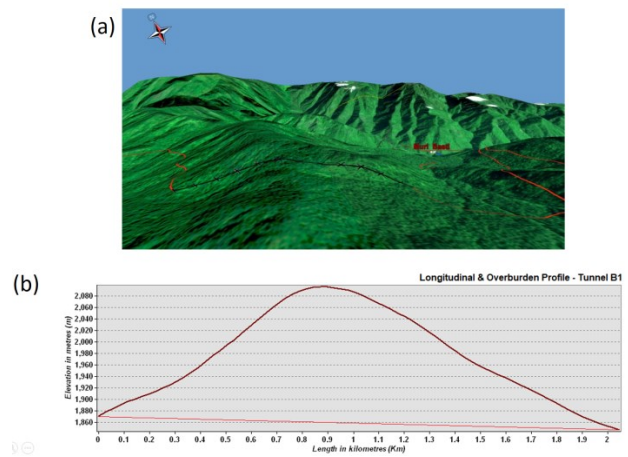 (a)
(b)
Longitudinal & Overburden Profile - Tunnel B1
Elevation in metres (m)
2,080
2,060
2,040
2,020
2,000
1,980
1,960
1,940
1,920
1,900
1,880
1,860
0 0.1 0.2 0.3 0.4 0.5 0.6 0.7 0.8 0.9 1 1.1 1.2 1.3 1.4 1.5 1.6 1.7 1.8 1.9 2
Length in kilometres (Km)